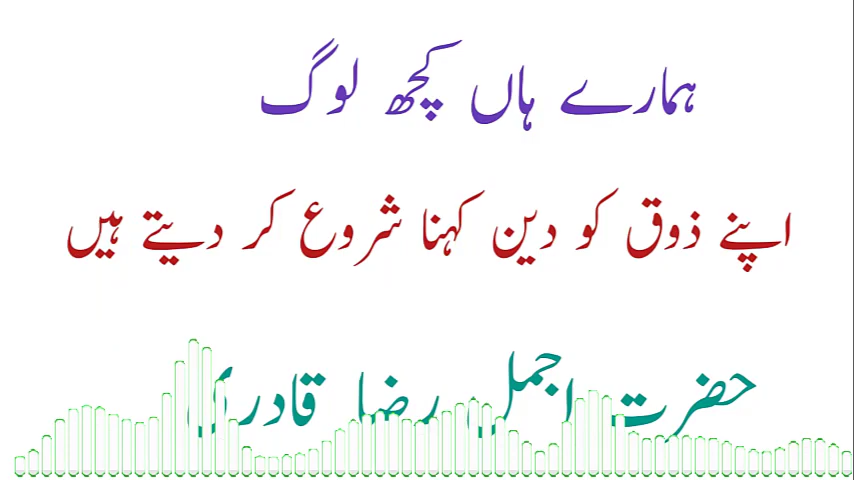 ہمارے ہاں کچھ لوگ
اپنے ذوق کو دین کہنا شروع کر دیتے ہیں
حضرت اجمل رضا قادری